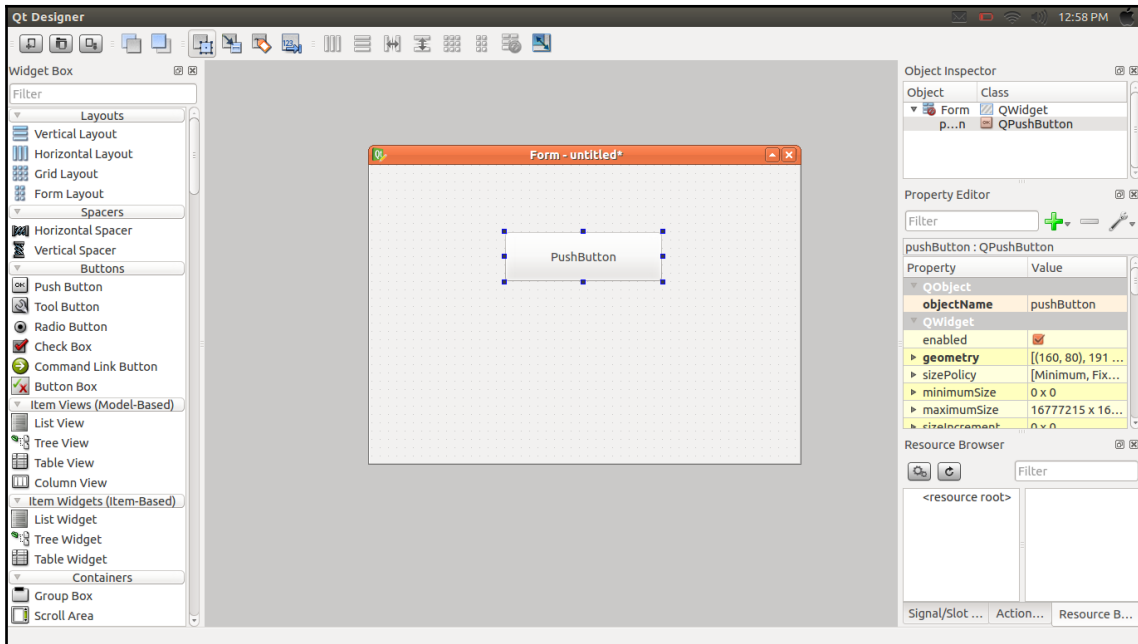 Qt Designer
12:58 PM
123
Widget Box
Filter
Layouts
Vertical Layout
Horizontal Layout
Grid Layout
Form Layout
Spacers
Horizontal Spacer
Vertical Spacer
Buttons
OK Push Button
Tool Button
Radio Button
Check Box
Command Link Button
Button Box
Item Views (Model-Based)
List View
Tree View
Table View
Column View
Item Widgets (Item-Based)
List Widget
Tree Widget
Table Widget
Containers
Group Box
Scroll Area
Form - untitled*
PushButton
Object Inspector
Object Class
Form QWidget
p...n QPushButton
Property Editor
Filter
pushButton : QPushButton
Property Value
QObject
objectName pushButton
QWidget
enabled
geometry [(160, 80), 191 ...
sizePolicy [Minimum, Fix...
minimumSize 0 x 0
maximumSize 16777215 x 16...
sizeIncrement 0 x 0
Resource Browser
Filter
<resource root>
Signal/Slot ... Action... Resource B...